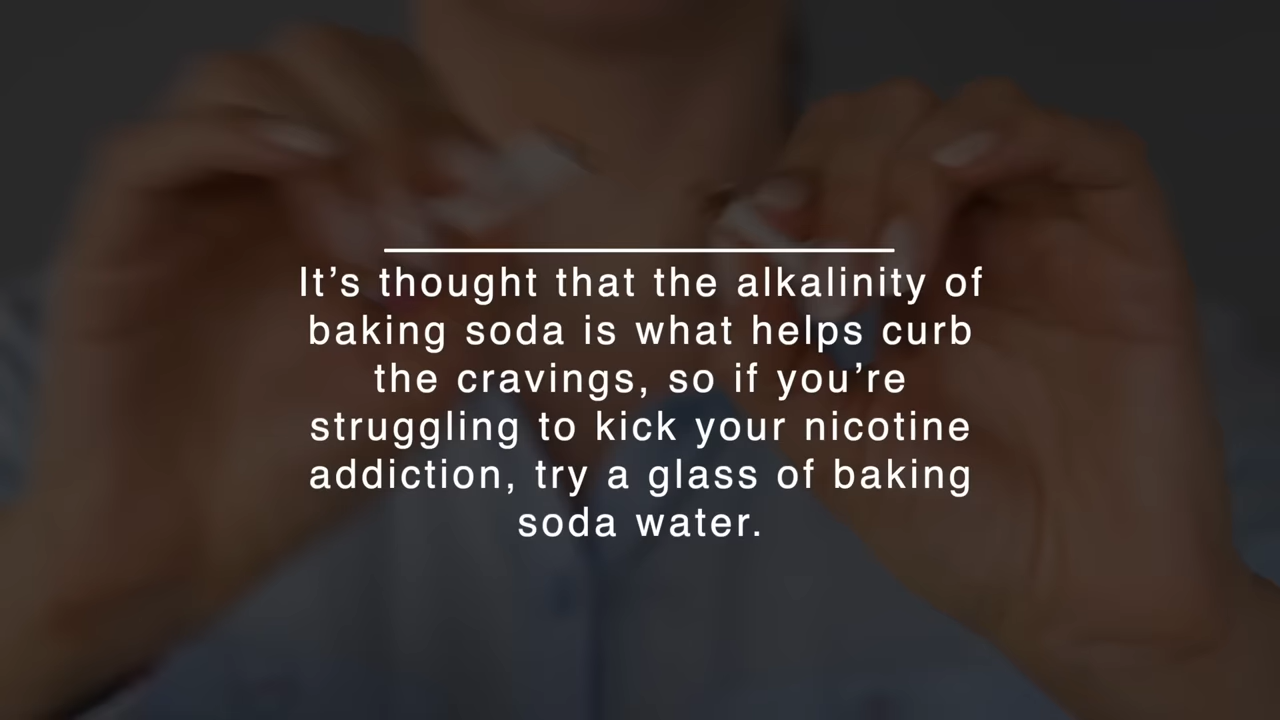 It’s thought that the alkalinity of
baking soda is what helps curb
the cravings, so if you’re
struggling to kick your nicotine
addiction, try a glass of baking
soda water.